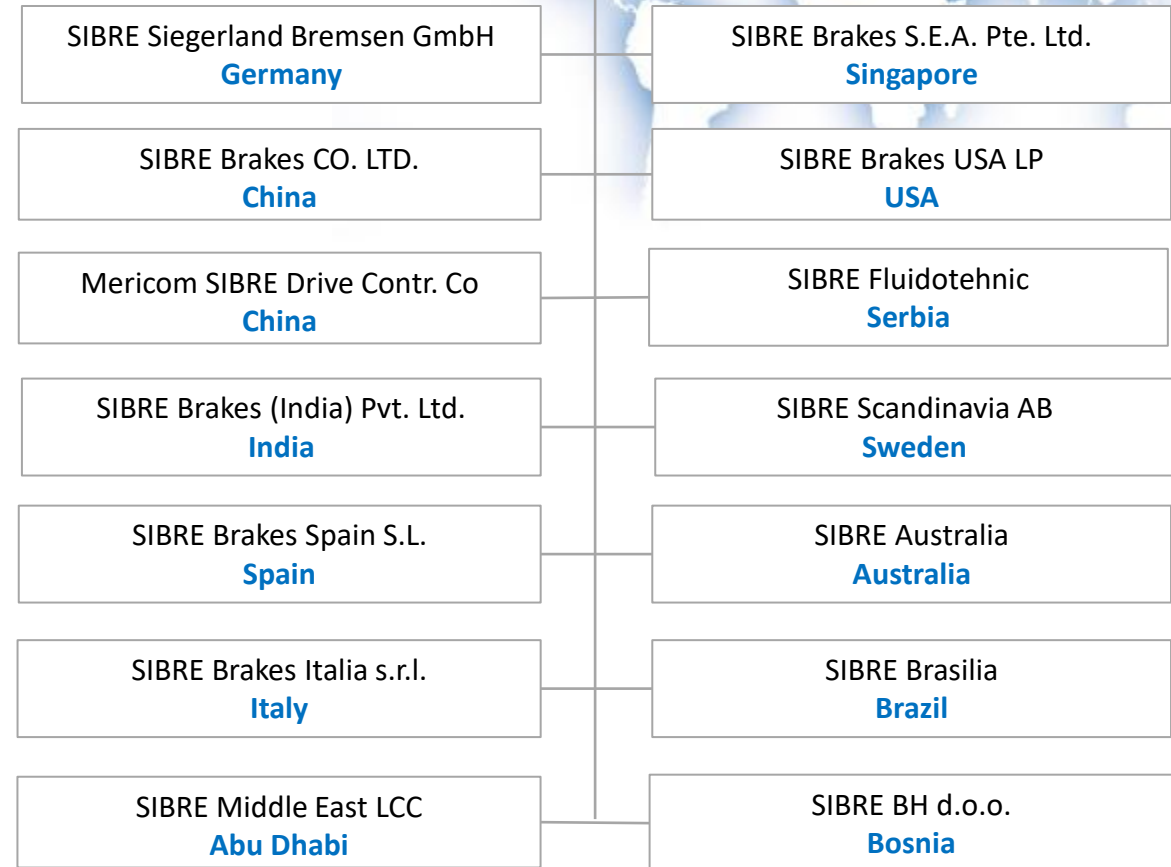 SIBRE Siegerland Bremsen GmbH
Germany
SIBRE Brakes S.E.A. Pte. Ltd.
Singapore
SIBRE Brakes CO. LTD.
China
SIBRE Brakes USA LP
USA
Mericom SIBRE Drive Contr. Co
China
SIBRE Fluidotehnic
Serbia
SIBRE Brakes (India) Pvt. Ltd.
India
SIBRE Scandinavia AB
Sweden
SIBRE Brakes Spain S.L.
Spain
SIBRE Australia
Australia
SIBRE Brakes Italia s.r.l.
Italy
SIBRE Brasilia
Brazil
SIBRE Middle East LCC
Abu Dhabi
SIBRE BH d.o.o.
Bosnia